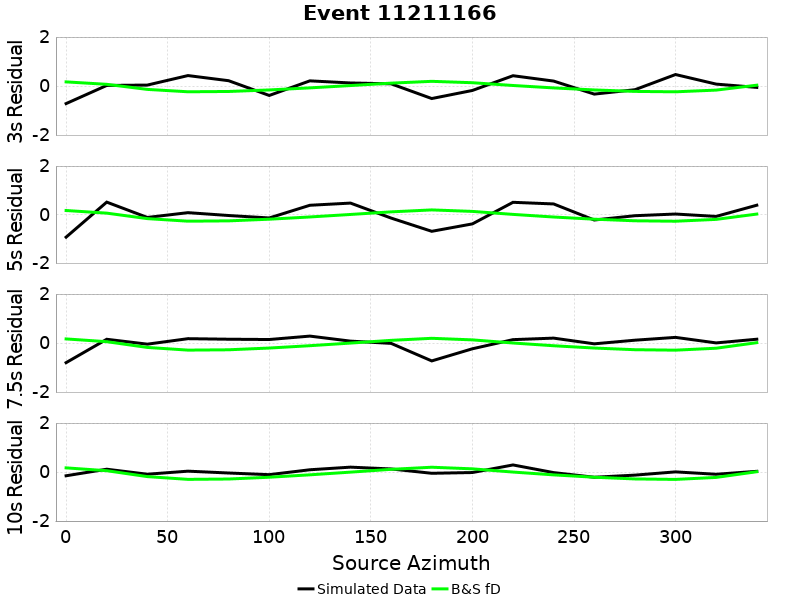 Event 11211166
3s Residual
2
0
-2
5s Residual
2
0
-2
7.5s Residual
2
0
-2
10s Residual
2
0
-2
0 50 100 150 200 250 300
Source Azimuth
Simulated Data B&S fD